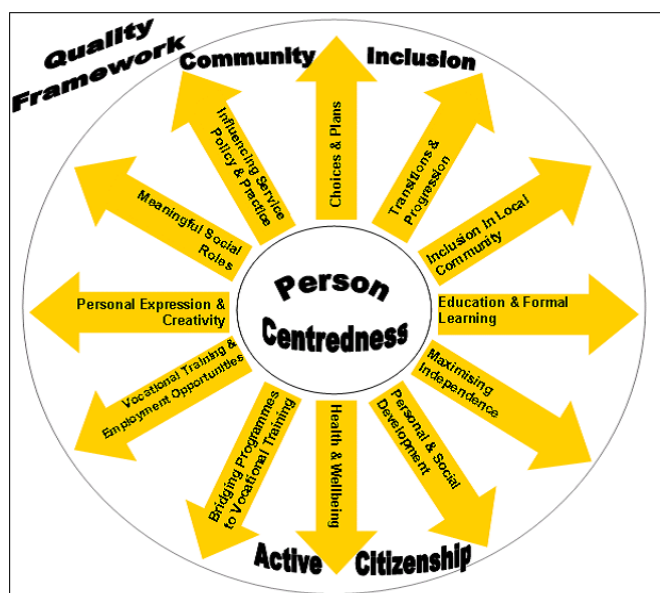 Quality
Framework
Community Inclusion
Choices & Plans
Transitions &
Progression
Inclusion In Local
Community
Education & Formal
Learning
Maximising
Independence
Personal & Social
Development
Health & Wellbeing
Bridging Programmes
to Vocational Training
Vocational Training &
Employment Opportunities
Personal Expression &
Creativity
Meaningful Social
Roles
Influencing Service
Policy & Practice
Person
Centredness
Active Citizenship